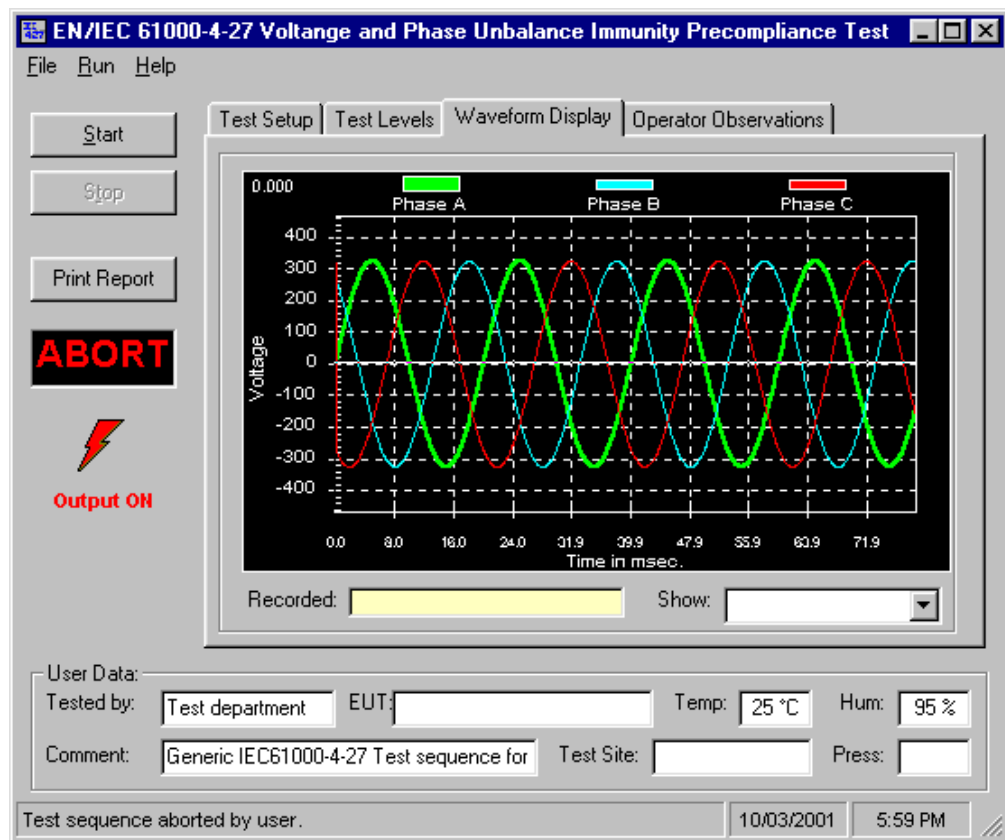 EN/IEC 61000-4-27 Voltange and Phase Unbalance Immunity Precompliance Test
File Run Help
Start
Stop
Print Report
ABORT
Output ON
Test Setup Test Levels Waveform Display Operator Observations
0.000
Phase A Phase B Phase C
400
300
200
100
0
-100
-200
-300
-400
Voltage
0.0 8.0 16.0 24.0 31.9 39.9 47.9 55.9 63.9 71.9
Time in msec.
Recorded: Show:
User Data:
Tested by: Test department EUT: Temp: 25 °C Hum: 95 %
Comment: Generic IEC61000-4-27 Test sequence for Test Site: Press:
Test sequence aborted by user. 10/03/2001 5:59 PM